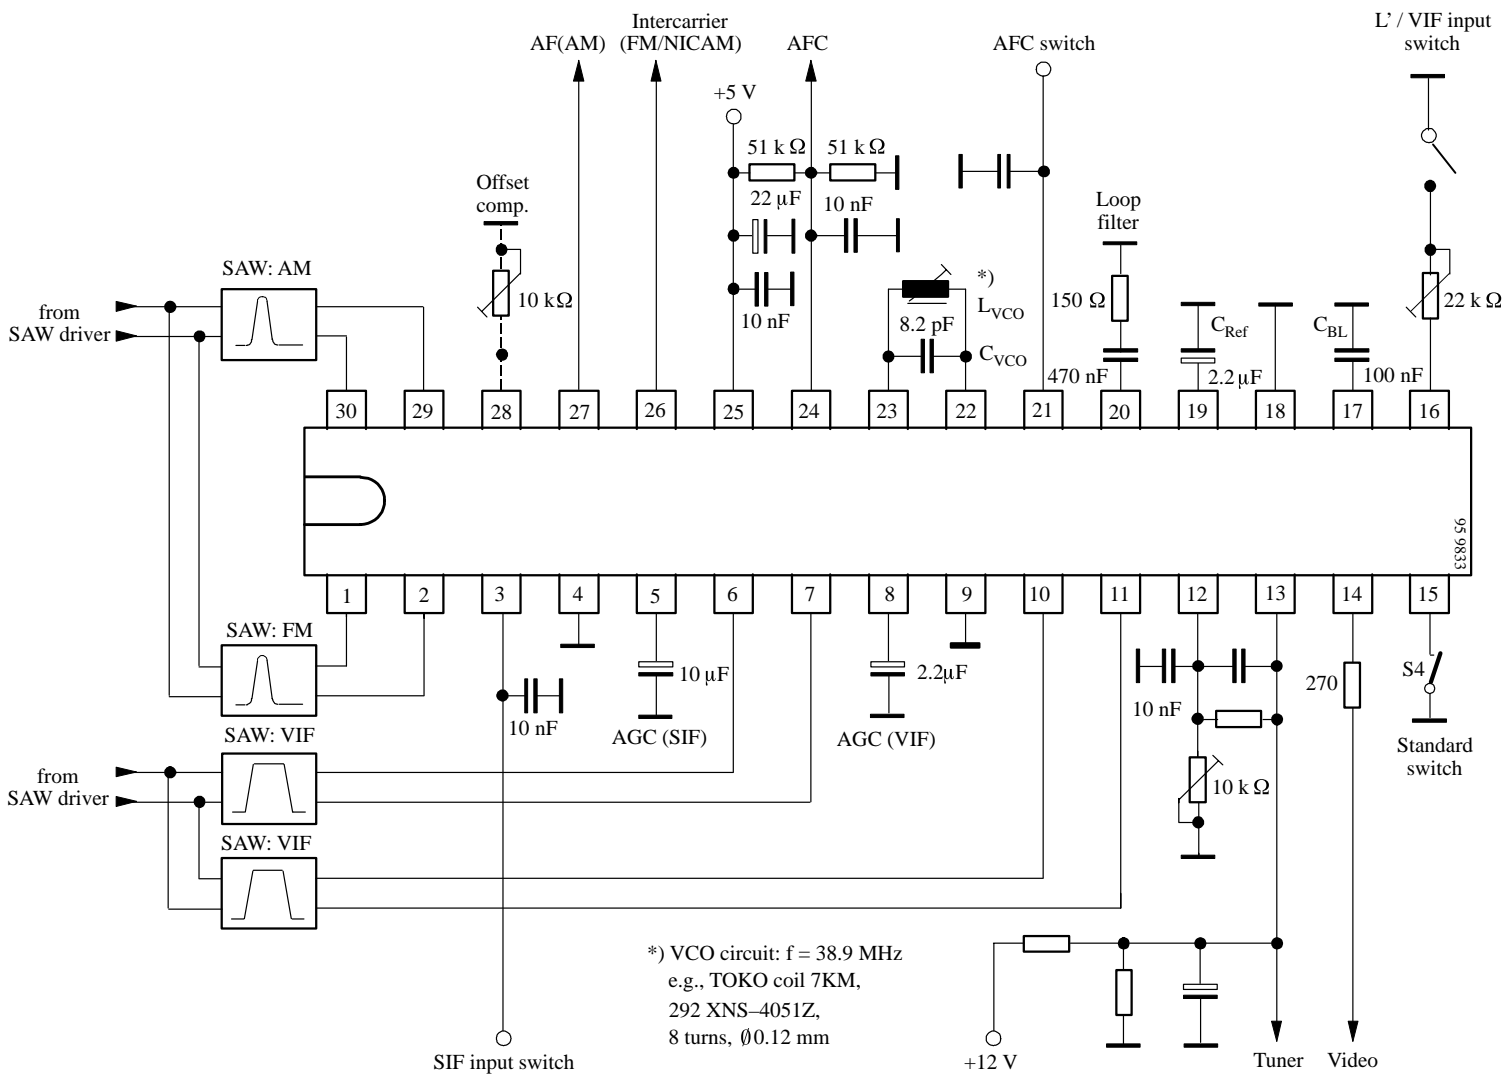 Intercarrier
(FM/NICAM)
AF(AM)
AFC
AFC switch
L’ / VIF input
switch
+5 V
51 k Ω
51 k Ω
22 µF
10 nF
10 nF
Offset
comp.
10 kΩ
Loop
filter
150 Ω
470 nF
*)
LVCO
8.2 pF
CVCO
CRef
2.2 µF
CBL
100 nF
22 k Ω
SAW: AM
from
SAW driver
30
29
28
27
26
25
24
23
22
21
20
19
18
17
16
95 9833
1
2
3
4
5
6
7
8
9
10
11
12
13
14
15
SAW: FM
10 nF
10 µF
AGC (SIF)
2.2µF
AGC (VIF)
10 nF
10 k Ω
270
S4
Standard
switch
SAW: VIF
from
SAW driver
SAW: VIF
*) VCO circuit: f = 38.9 MHz
e.g., TOKO coil 7KM,
292 XNS–4051Z,
8 turns, Ø0.12 mm
SIF input switch
+12 V
Tuner
Video